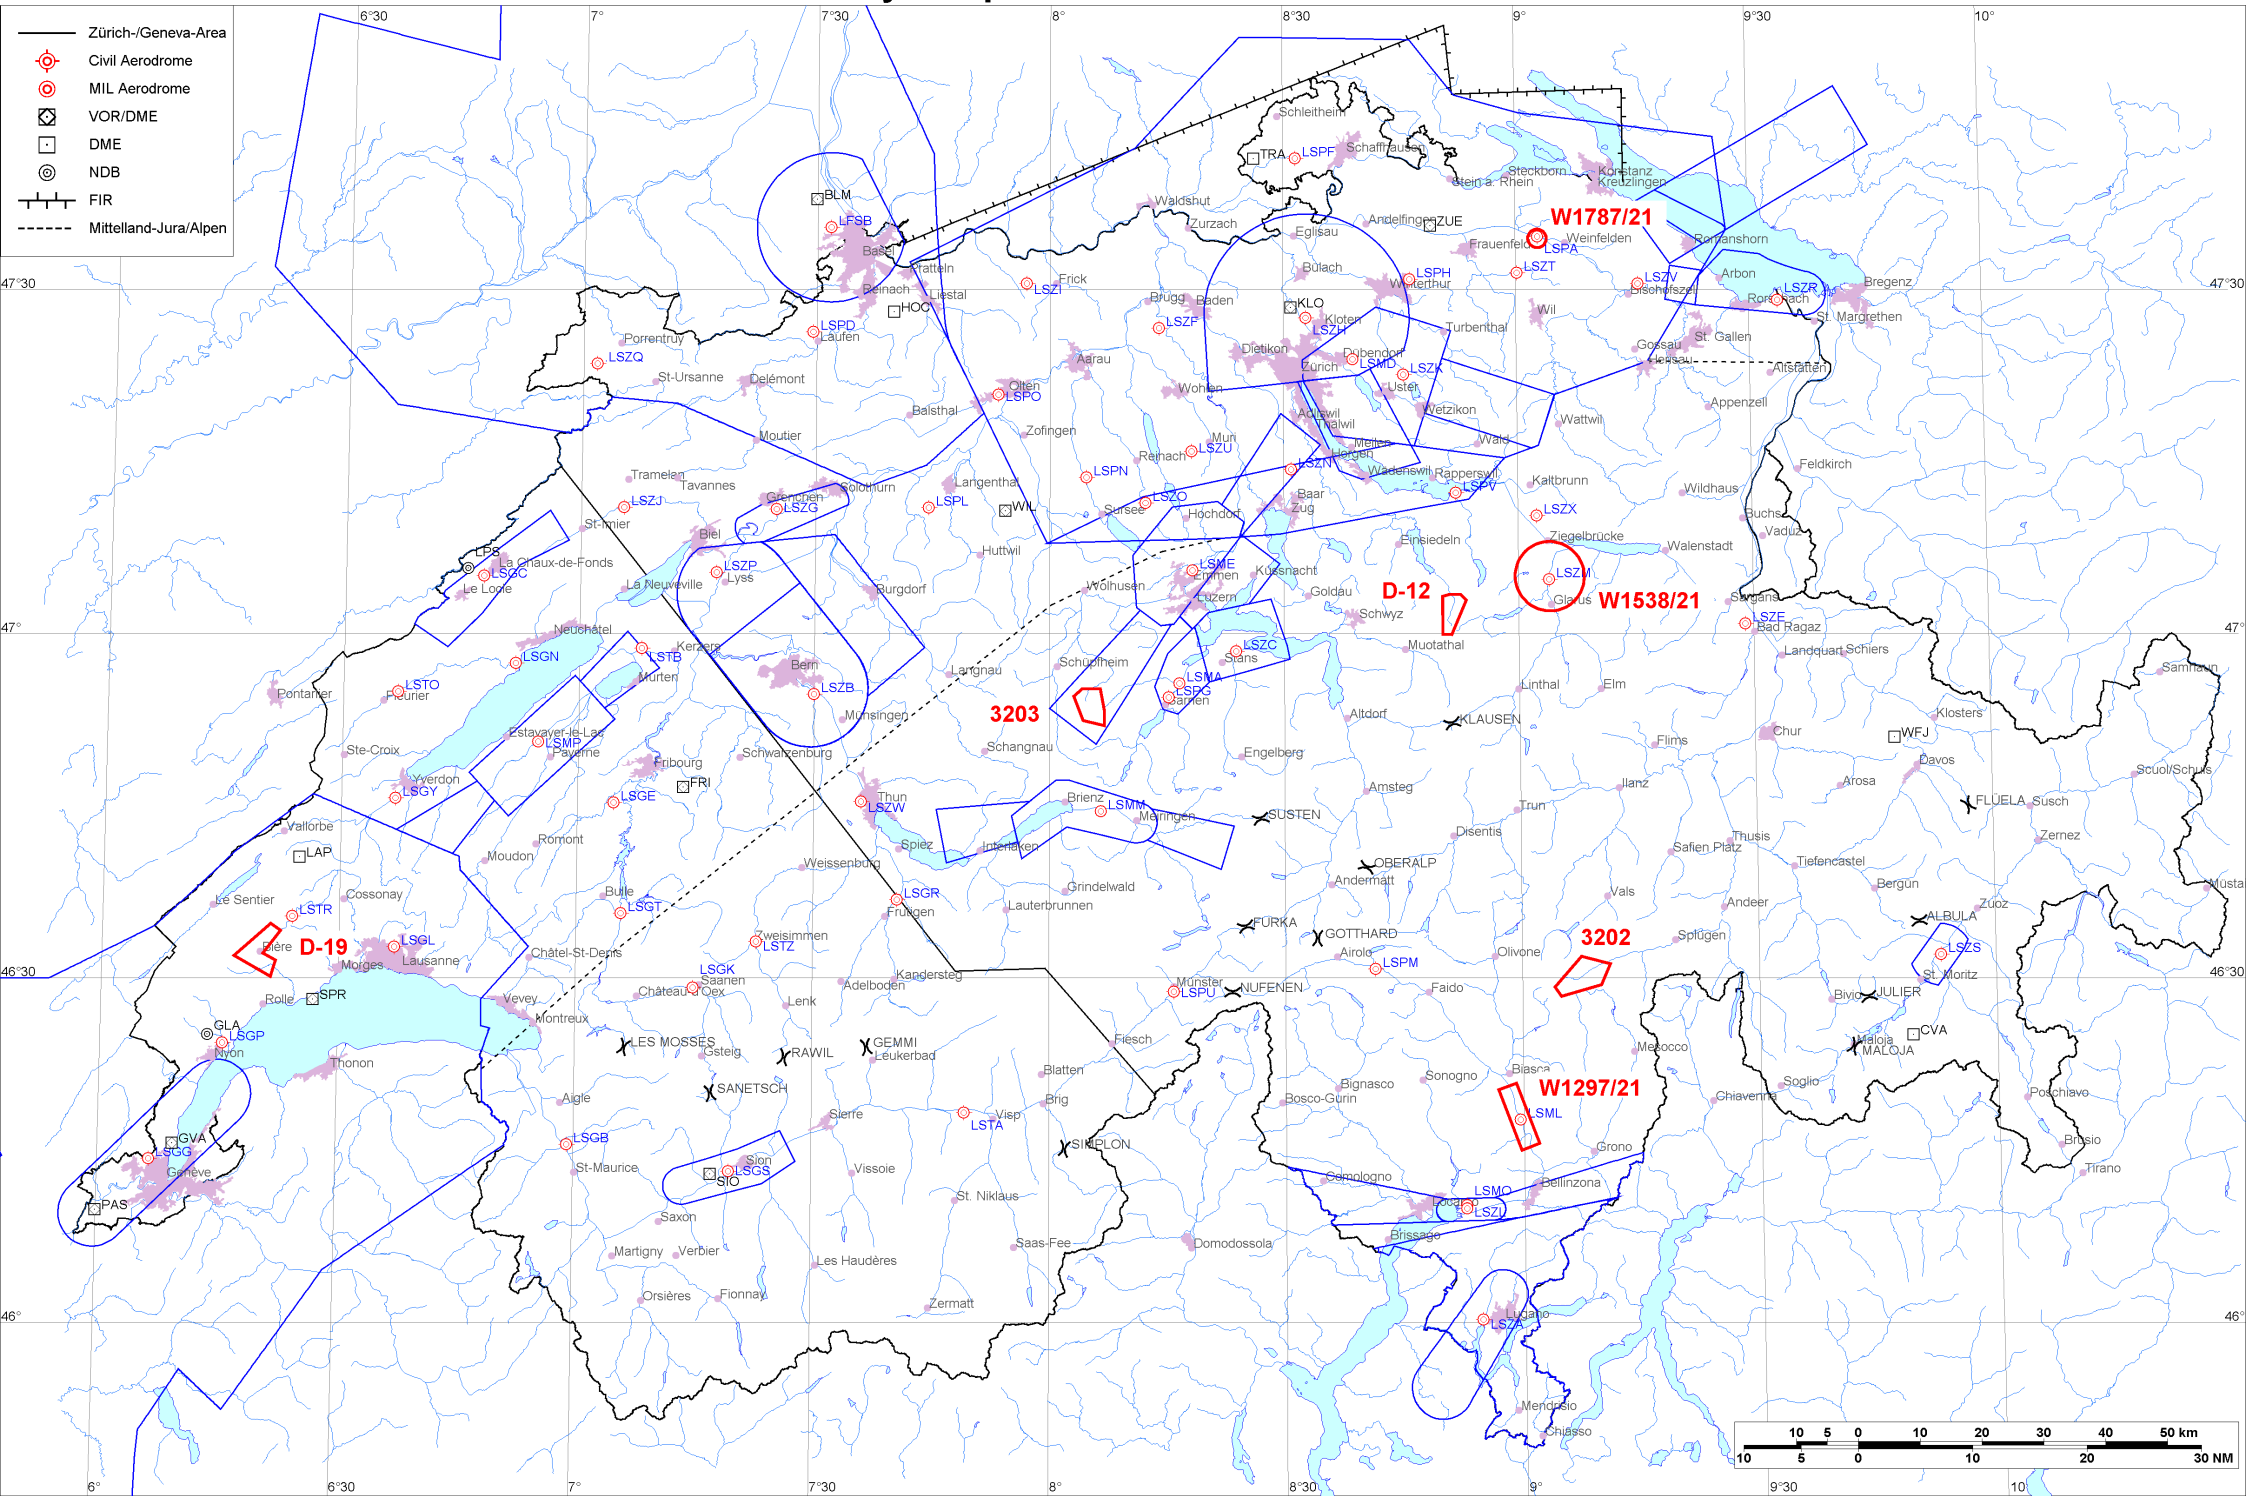 6°30
7°
7°30
8°
8°30
9°
9°30
10°
Zürich-/Geneva-Area
Civil Aerodrome
MIL Aerodrome
VOR/DME
DME
NDB
FIR
Mittelland-Jura/Alpen
Schleitheim
TRA
LSPF
Schaffhausen
Steckborn
Konstanz
Stein a. Rhein
Kreuzlingen
BLM
Waldshut
LFSB
Zurzach
Andelfingen
ZUE
W1787/21
Eglisau
Frauenfeld
Weinfelden
LSPA
Romanshorn
Basel
Pratteln
Bülach
LSPH
LSZT
Arbon
47°30
Reinach
Liestal
LSZI
Frick
Winterthur
LSZV
Bischofszell
LSZR
Bregenz
47°30
HOC
Brugg
Baden
KLO
Rorschach
LSPD
Laufen
LSZF
Kloten
LSZH
Wil
St. Margrethen
Porrentruy
Turbenthal
St. Gallen
LSZQ
Aarau
Dietikon
Dübendorf
LSMD
Gossau
Herisau
Zürich
LSZK
Altstätten
St-Ursanne
Delémont
Olten
LSPO
Wohlen
Uster
Balsthal
Wetzikon
Appenzell
Adliswil
Thalwil
Wattwil
Moutier
Zofingen
Muri
LSZU
Meilen
Wald
Reinach
Horgen
LSZN
Wädenswil
Rapperswil
Feldkirch
Tramelan
Tavannes
LSPN
Langenthal
Solothurn
Grenchen
LSZG
LSPV
Kaltbrunn
Wildhaus
LSZJ
LSPL
WIL
LSZO
Baar
Zug
Sursee
Hochdorf
LSZX
Buchs
St-Imier
Biel
Ziegelbrücke
Vaduz
Einsiedeln
Walenstadt
LPS
La Chaux-de-Fonds
LSGC
Huttwil
LSZP
Lyss
LSME
Emmen
Küssnacht
LSZM
Le Locle
La Neuveville
Burgdorf
Wolhusen
Luzern
Goldau
D-12
Glarus
W1538/21
Sargans
Schwyz
LSZE
Bad Ragaz
47°
Neuchâtel
Kerzers
Muotathal
47°
LSGN
LSTB
Murten
Bern
Langnau
Schüpfheim
LSZC
Stans
Landquart
Schiers
Samnaun
LSTO
Fleurier
Pontarlier
LSZB
LSMA
LSPG
Sarnen
Linthal
Elm
Münsingen
3203
Altdorf
KLAUSEN
Klosters
Estavayer-le-Lac
LSMP
Payerne
Ste-Croix
Schwarzenburg
Schangnau
Engelberg
Flims
Chur
WFJ
Davos
Fribourg
Yverdon
LSGY
FRI
Scuol/Schuls
LSGE
Thun
LSZW
Brienz
LSMM
Meiringen
Amsteg
Ilanz
Arosa
FLÜELA
Susch
SUSTEN
Trun
Vallorbe
Romont
Disentis
Thusis
Zernez
LAP
Moudon
Spiez
Interlaken
Safien Platz
Weissenburg
OBERALP
Tiefencastel
Le Sentier
Cossonay
Bulle
LSGR
Frutigen
Grindelwald
Andermatt
Vals
Bergün
Müsta
LSTR
LSGT
Lauterbrunnen
Andeer
Zuoz
ALBULA
D-19
Bière
LSGL
Lausanne
Zweisimmen
LSTZ
FURKA
GOTTHARD
3202
Splügen
LSZS
Morges
Châtel-St-Denis
Airolo
Olivone
46°30
LSGK
Saanen
Kandersteg
Adelboden
LSPM
St. Moritz
46°30
Rolle
SPR
Vevey
Château-d'Oex
Lenk
Münster
LSPU
NUFENEN
Faido
Bivio
JULIER
Montreux
GLA
LSGP
Nyon
LES MOSSES
Gsteig
RAWIL
GEMMI
Leukerbad
Fiesch
Mesocco
CVA
Maloja
MALOJA
Thonon
Blatten
Biasca
Sonogno
Bignasco
W1297/21
Soglio
SANETSCH
Aigle
Brig
Bosco-Gurin
Chiavenna
Poschiavo
Sierre
LSTA
Visp
LSML
GVA
LSGG
LSGB
SIMPLON
Grono
Brusio
Genève
St-Maurice
Sion
LSGS
SIO
Vissoie
Comologno
LSMO
Bellinzona
Tirano
PAS
St. Niklaus
Locarno
LSZL
Saxon
Brissago
Martigny
Verbier
Les Haudères
Saas-Fee
Domodossola
Orsières
Fionnay
Zermatt
46°
Lugano
LSZA
46°
Mendrisio
Chiasso
10 5 0 10 20 30 40 50 km
10 5 0 10 20 30 NM
6°
6°30
7°
7°30
8°
8°30
9°
9°30
10°